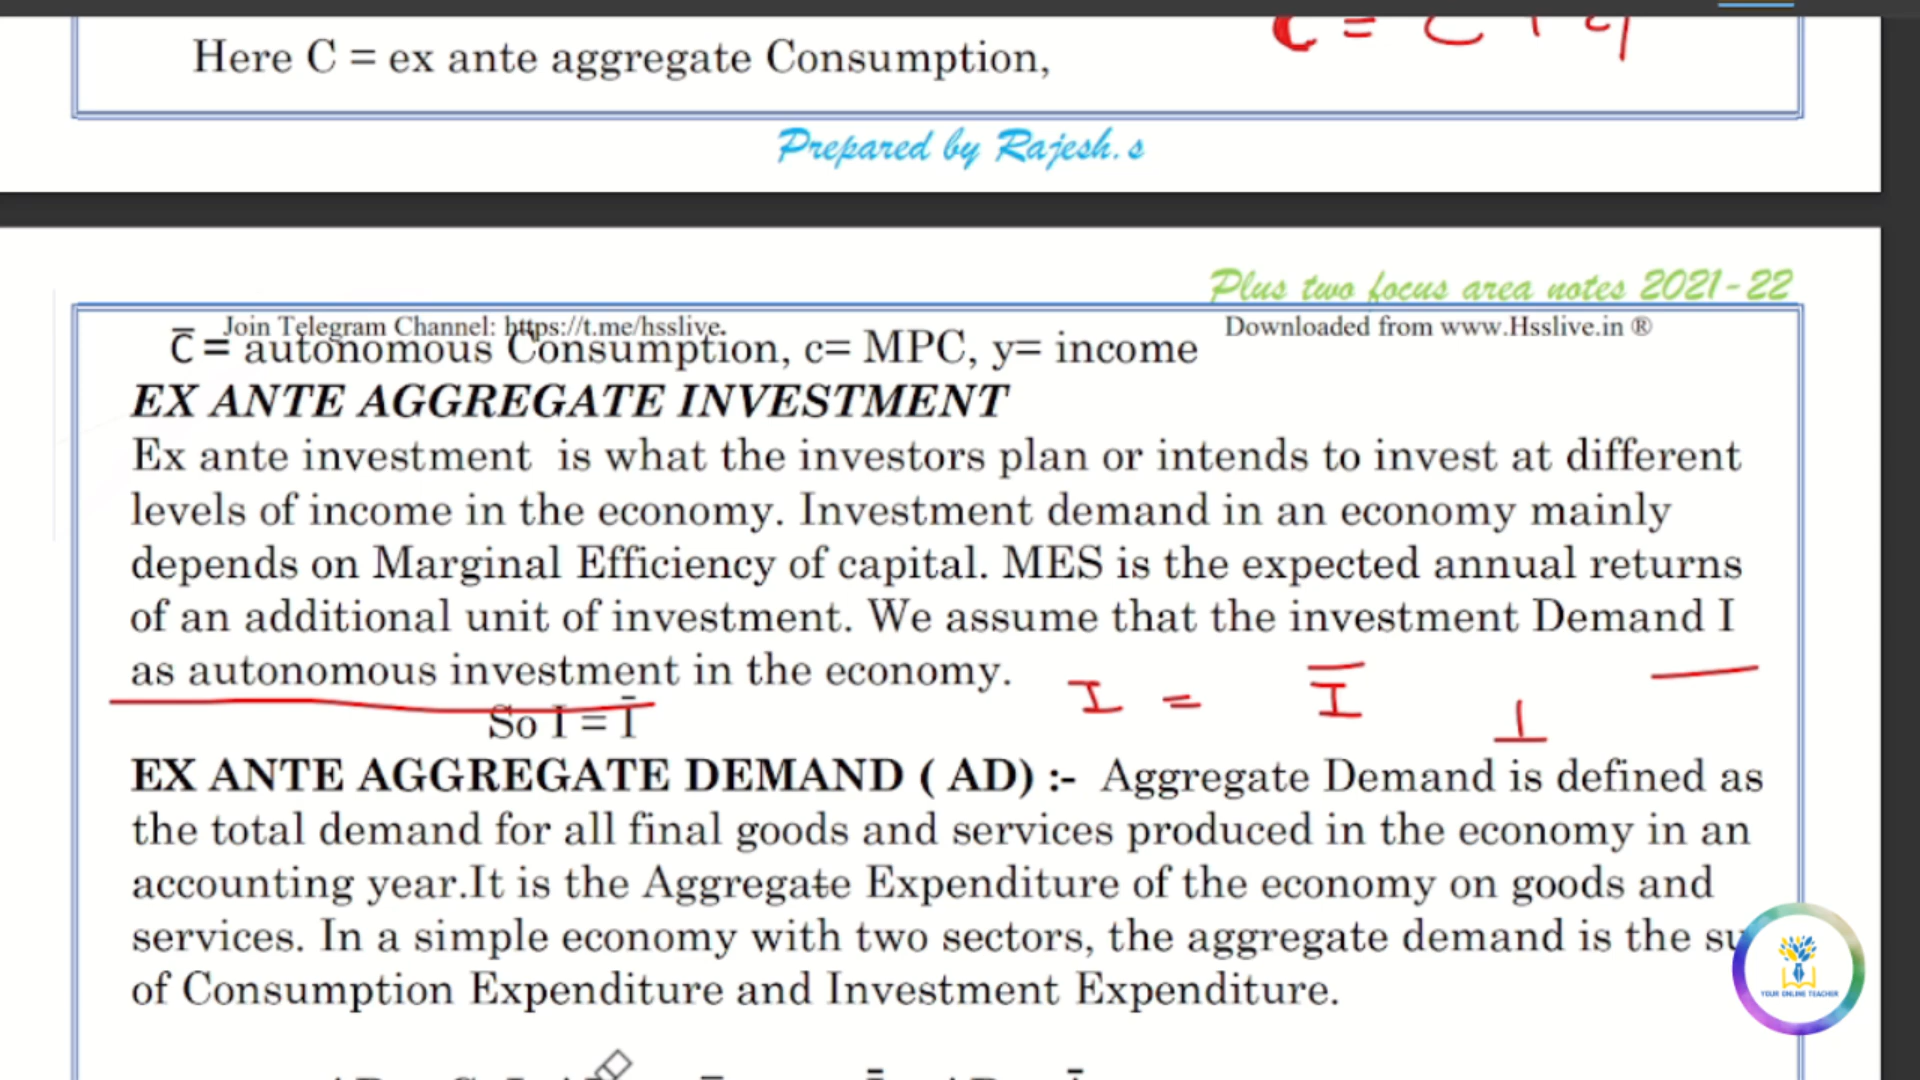 Here C = ex ante aggregate Consumption,
Prepared by Rajesh.s
Plus two focus area notes 2021-22
Join Telegram Channel: https://t.me/hsslive.
Downloaded from www.Hsslive.in ®
C̅ = autonomous Consumption, c= MPC, y= income
EX ANTE AGGREGATE INVESTMENT
Ex ante investment is what the investors plan or intends to invest at different
levels of income in the economy. Investment demand in an economy mainly
depends on Marginal Efficiency of capital. MES is the expected annual returns
of an additional unit of investment. We assume that the investment Demand I
as autonomous investment in the economy.
I = I̅
So I = I̅
EX ANTE AGGREGATE DEMAND ( AD) :- Aggregate Demand is defined as
the total demand for all final goods and services produced in the economy in an
accounting year.It is the Aggregate Expenditure of the economy on goods and
services. In a simple economy with two sectors, the aggregate demand is the
of Consumption Expenditure and Investment Expenditure.
YOUR ONLINE TEACHER